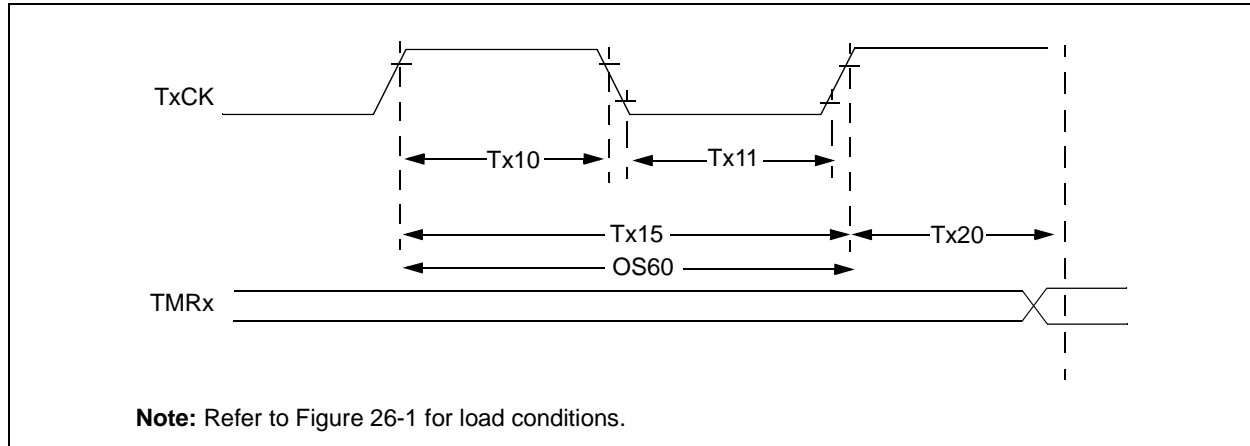 TxCK
Tx10
Tx11
Tx15
Tx20
OS60
TMRx
Note: Refer to Figure 26-1 for load conditions.